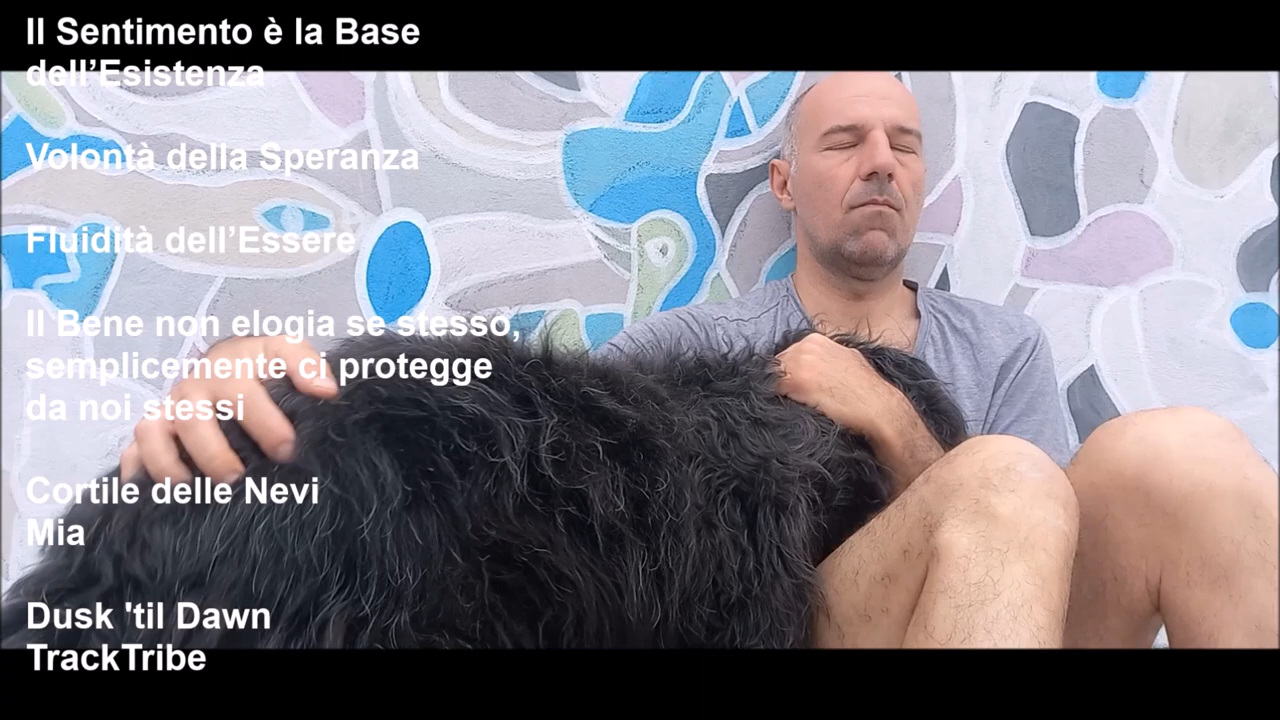 Il Sentimento è la Base
dell’Esistenza
Volontà della Speranza
Fluidità dell’Essere
Il Bene non elogia se stesso,
semplicemente ci protegge
da noi stessi
Cortile delle Nevi
Mia
Dusk 'til Dawn
TrackTribe